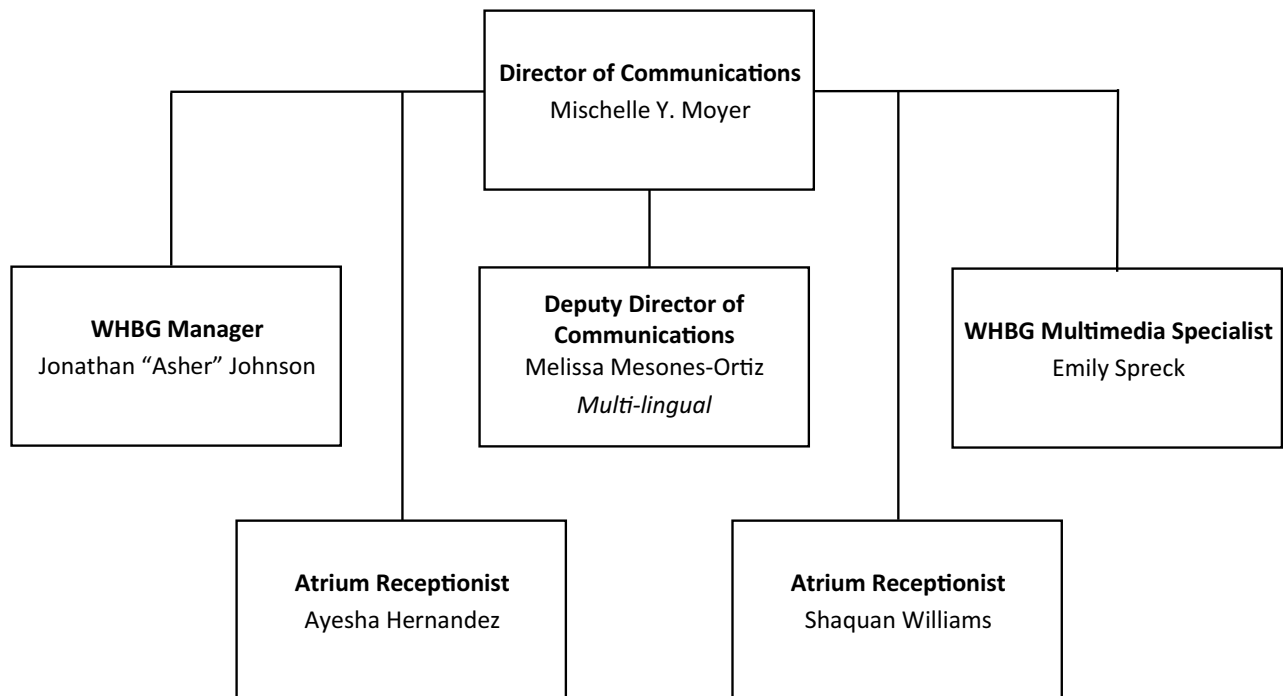 Director of Communications
Mischelle Y. Moyer
WHBG Manager
Jonathan “Asher” Johnson
Deputy Director of
Communications
Melissa Mesones-Ortiz
Multi-lingual
WHBG Multimedia Specialist
Emily Spreck
Atrium Receptionist
Ayesha Hernandez
Atrium Receptionist
Shaquan Williams